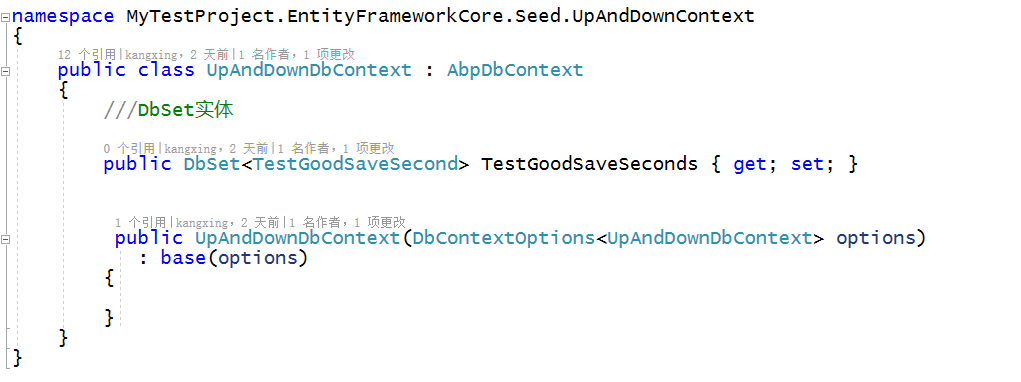 namespace MyTestProject.EntityFrameworkCore.Seed.UpAndDownContext
{
12 个引用|kangxing，2 天前|1 名作者，1 项更改
public class UpAndDownDbContext : AbpDbContext
{
///DbSet实体
0 个引用|kangxing，2 天前|1 名作者，1 项更改
public DbSet<TestGoodSaveSecond> TestGoodSaveSeconds { get; set; }
1 个引用|kangxing，2 天前|1 名作者，1 项更改
public UpAndDownDbContext(DbContextOptions<UpAndDownDbContext> options)
: base(options)
{
}
}
}